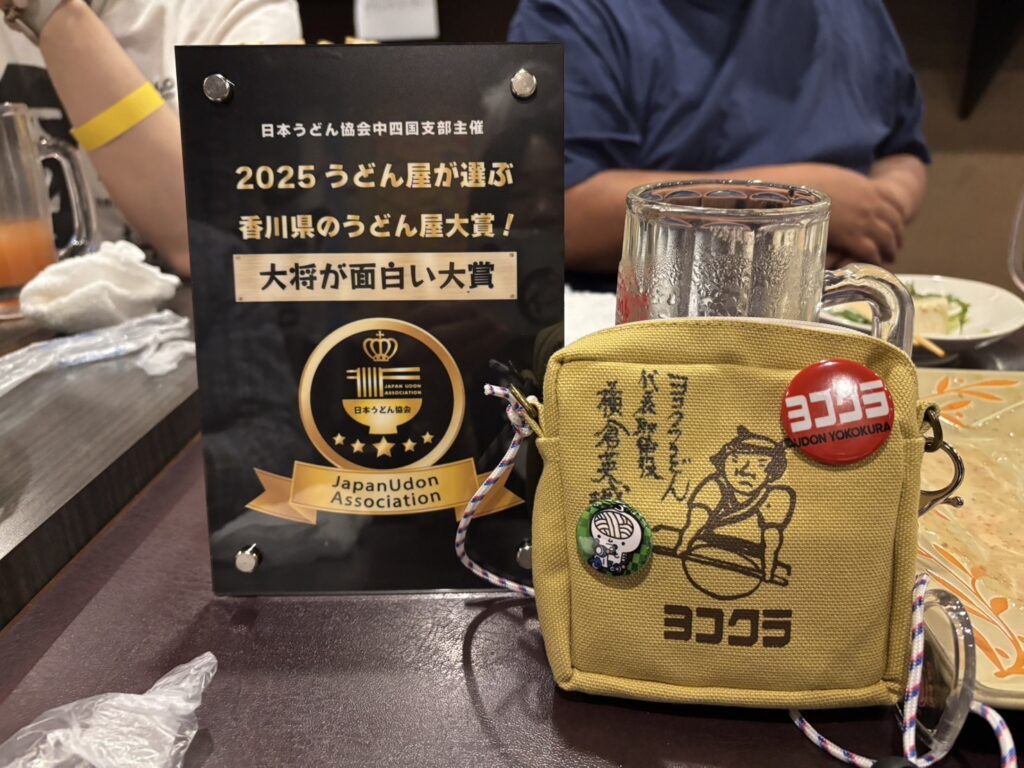 日本うどん協会中四国支部主催
2025 うどん屋が選ぶ
香川県のうどん屋大賞!
大将が面白い大賞
JAPAN UDON
ASSOCIATION
日本うどん協会
JapanUdon
Association
ヨコクラうどん
代表取締役
横倉英
ヨコクラ
UDON YOKOKURA
ヨコクラ